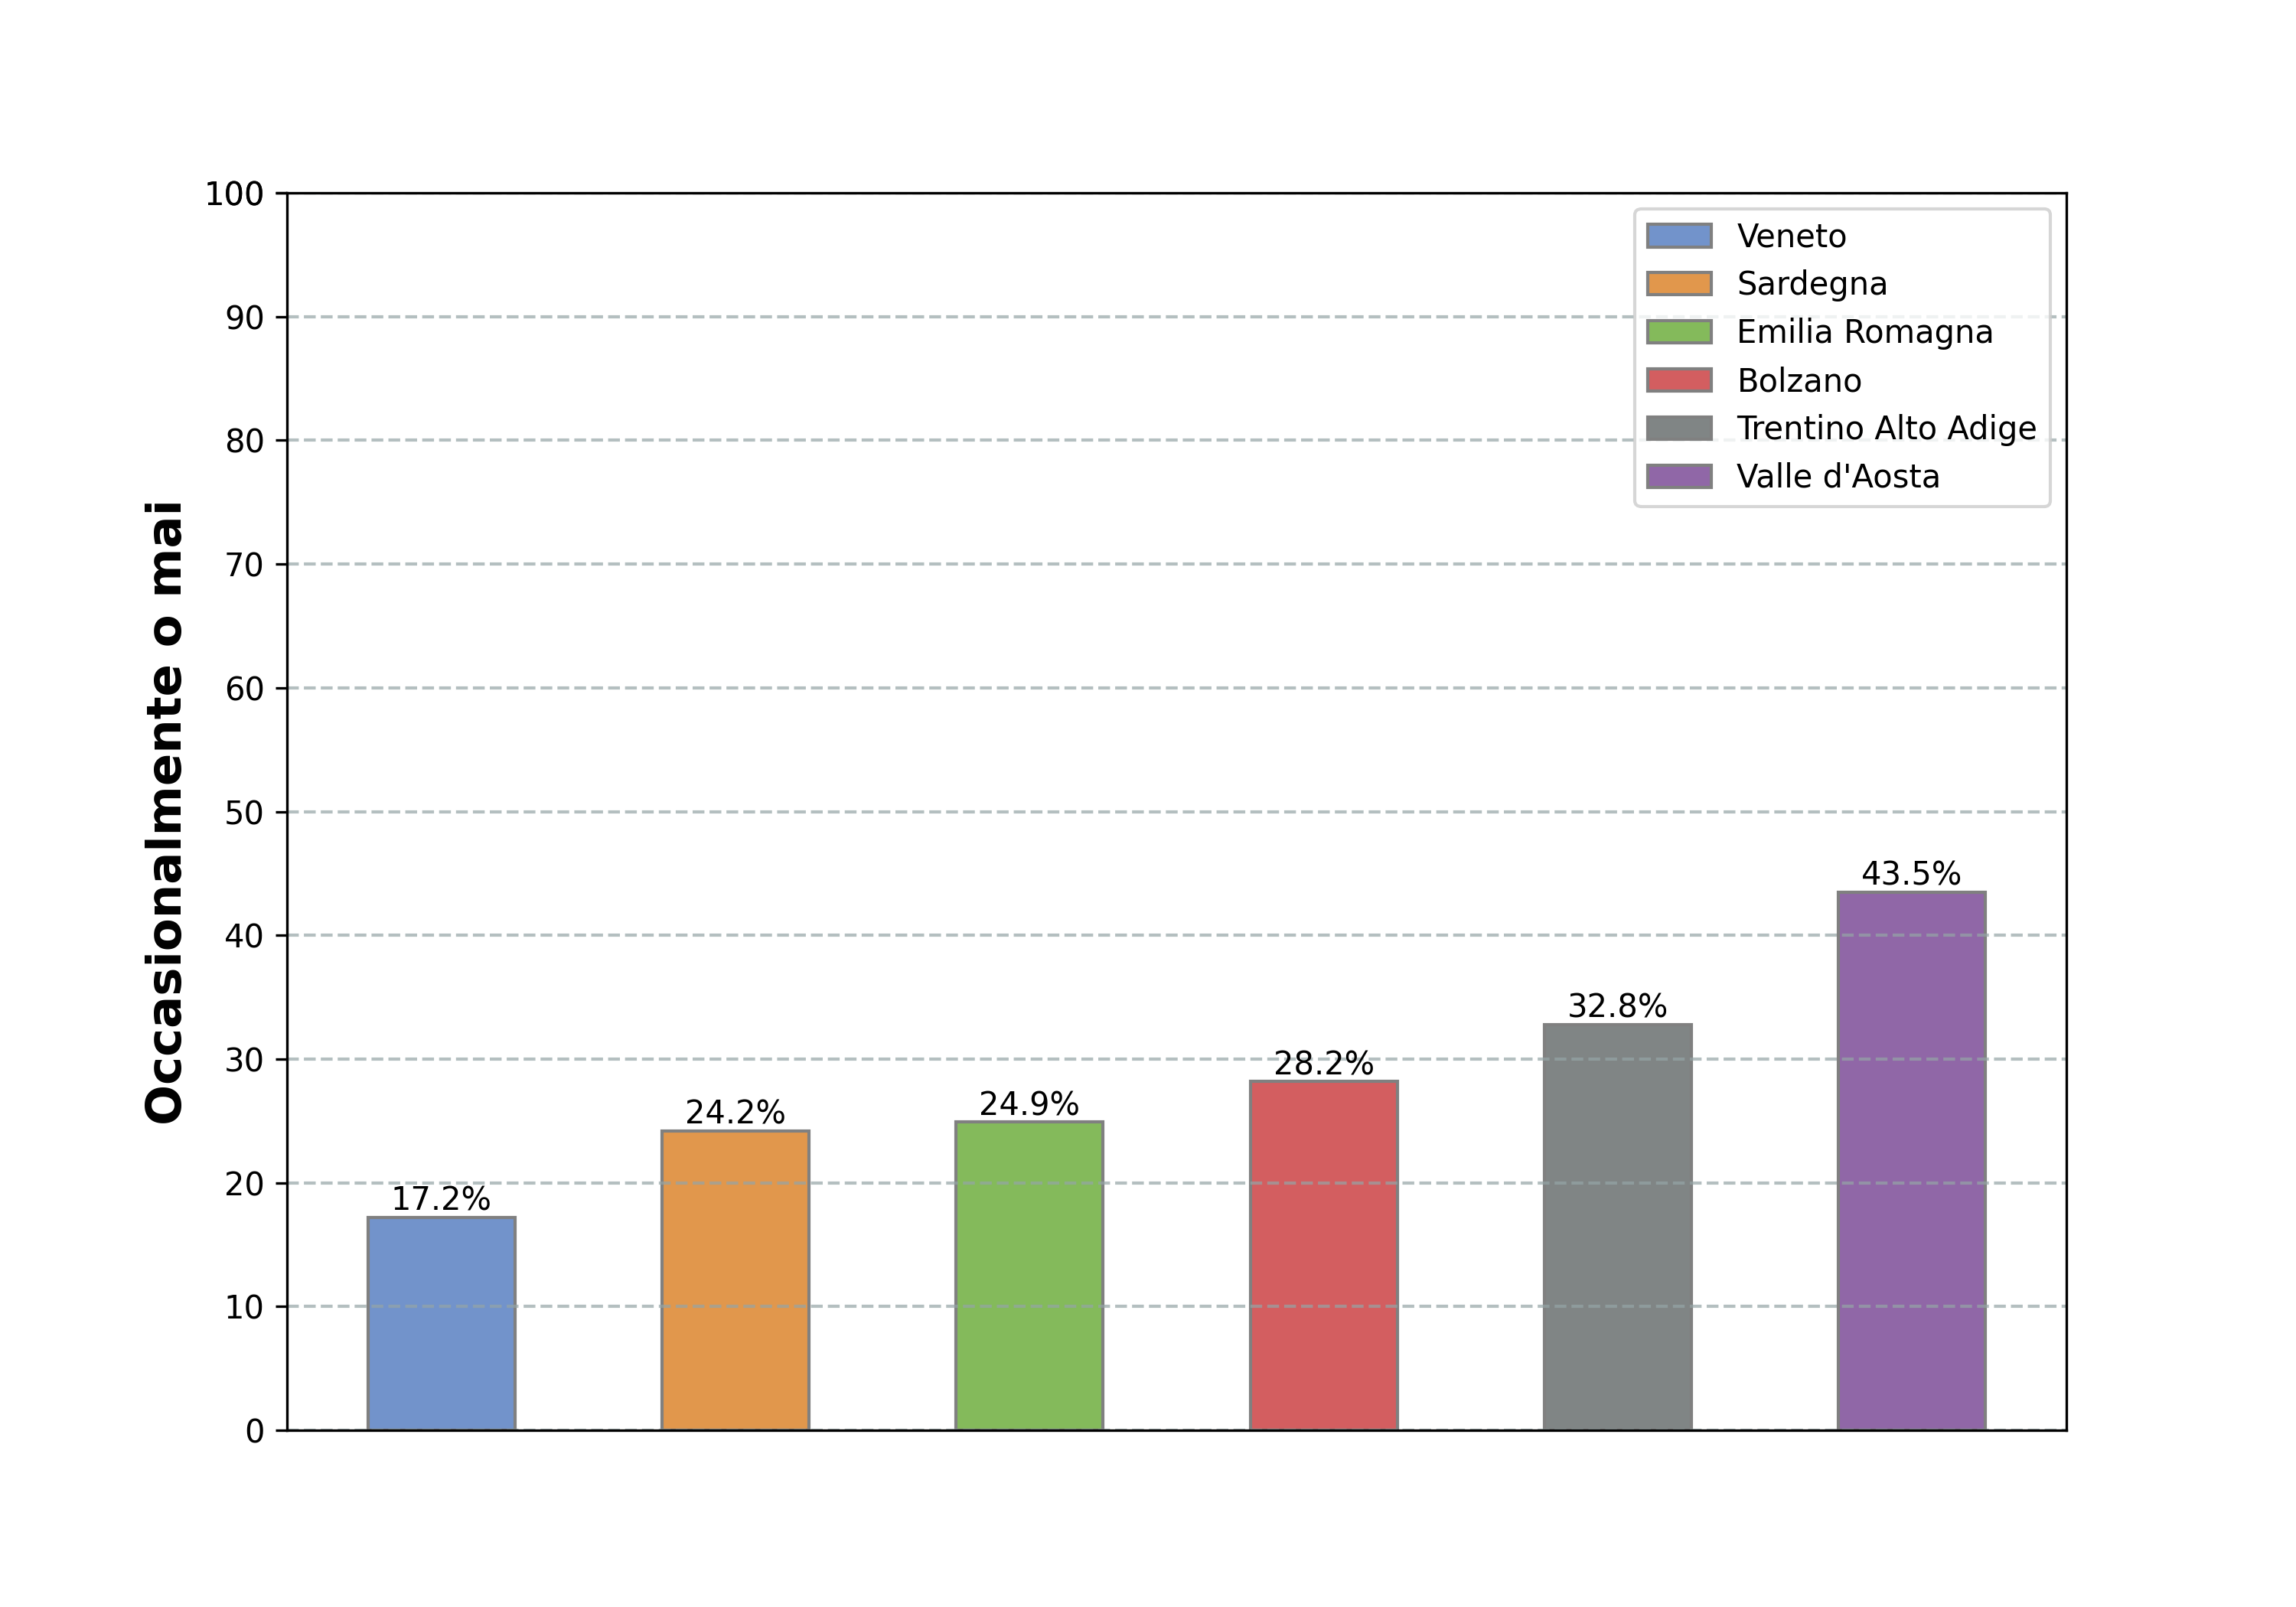 Occasionalmente o mai
100
90
80
70
60
50
40
30
20
10
0
17.2%
24.2%
24.9%
28.2%
32.8%
43.5%
Veneto
Sardegna
Emilia Romagna
Bolzano
Trentino Alto Adige
Valle d'Aosta